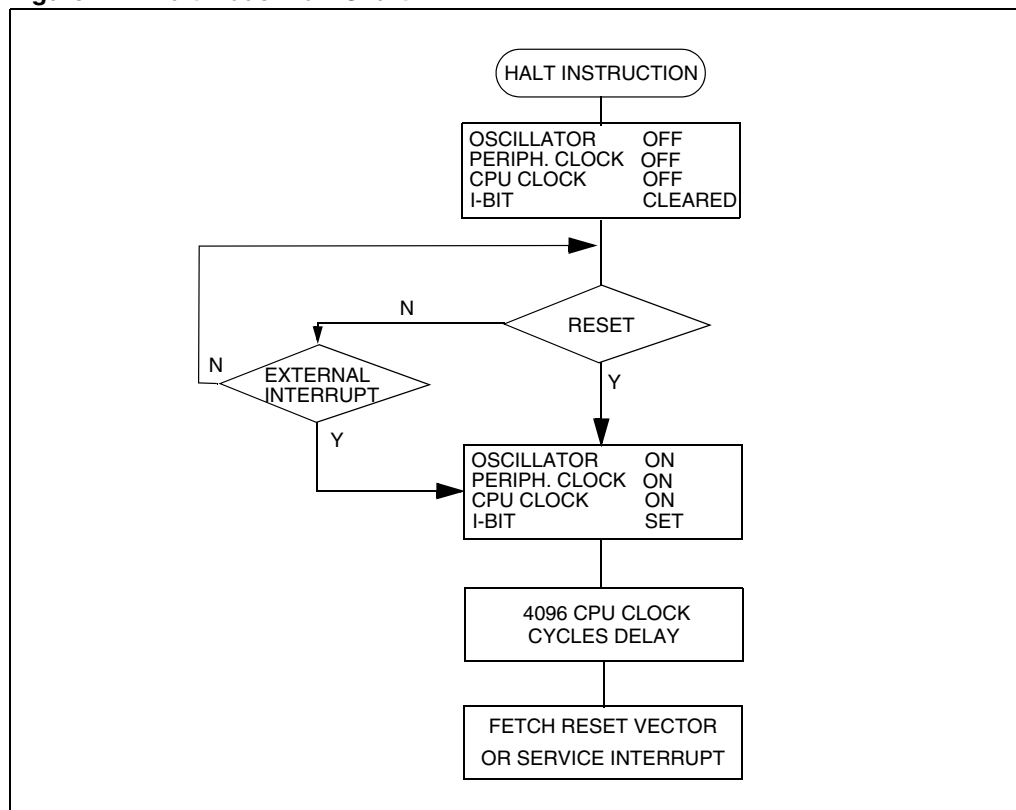 HALT INSTRUCTION
OSCILLATOR OFF
PERIPH. CLOCK OFF
CPU CLOCK OFF
I-BIT CLEARED
N
RESET
N
EXTERNAL
INTERRUPT
Y
Y
OSCILLATOR ON
PERIPH. CLOCK ON
CPU CLOCK ON
I-BIT SET
4096 CPU CLOCK
CYCLES DELAY
FETCH RESET VECTOR
OR SERVICE INTERRUPT